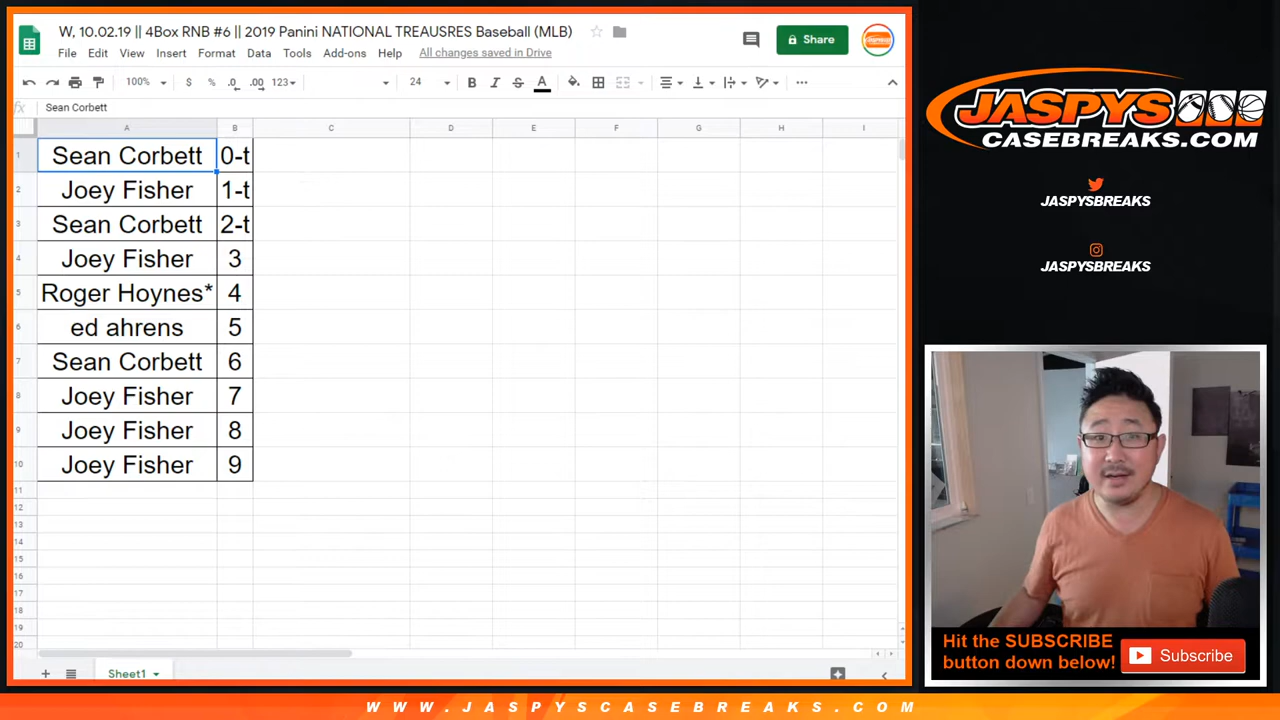 W, 10.02.19 || 4Box RNB #6 || 2019 Panini NATIONAL TREAUSRES Baseball (MLB)
File Edit View Insert Format Data Tools Add-ons Help All changes saved in Drive
Share
100% $ % .0 .00 123 24 B I S A
fx Sean Corbett
A B C D E F G H I
1 Sean Corbett 0-t
2 Joey Fisher 1-t
3 Sean Corbett 2-t
4 Joey Fisher 3
5 Roger Hoynes* 4
6 ed ahrens 5
7 Sean Corbett 6
8 Joey Fisher 7
9 Joey Fisher 8
10 Joey Fisher 9
11
12
13
14
15
16
17
18
19
20
Sheet1
JASPYS
CASEBREAKS.COM
JASPYSBREAKS
JASPYSBREAKS
Hit the SUBSCRIBE
button down below!
Subscribe
WWW.JASPYSCASEBREAKS.COM